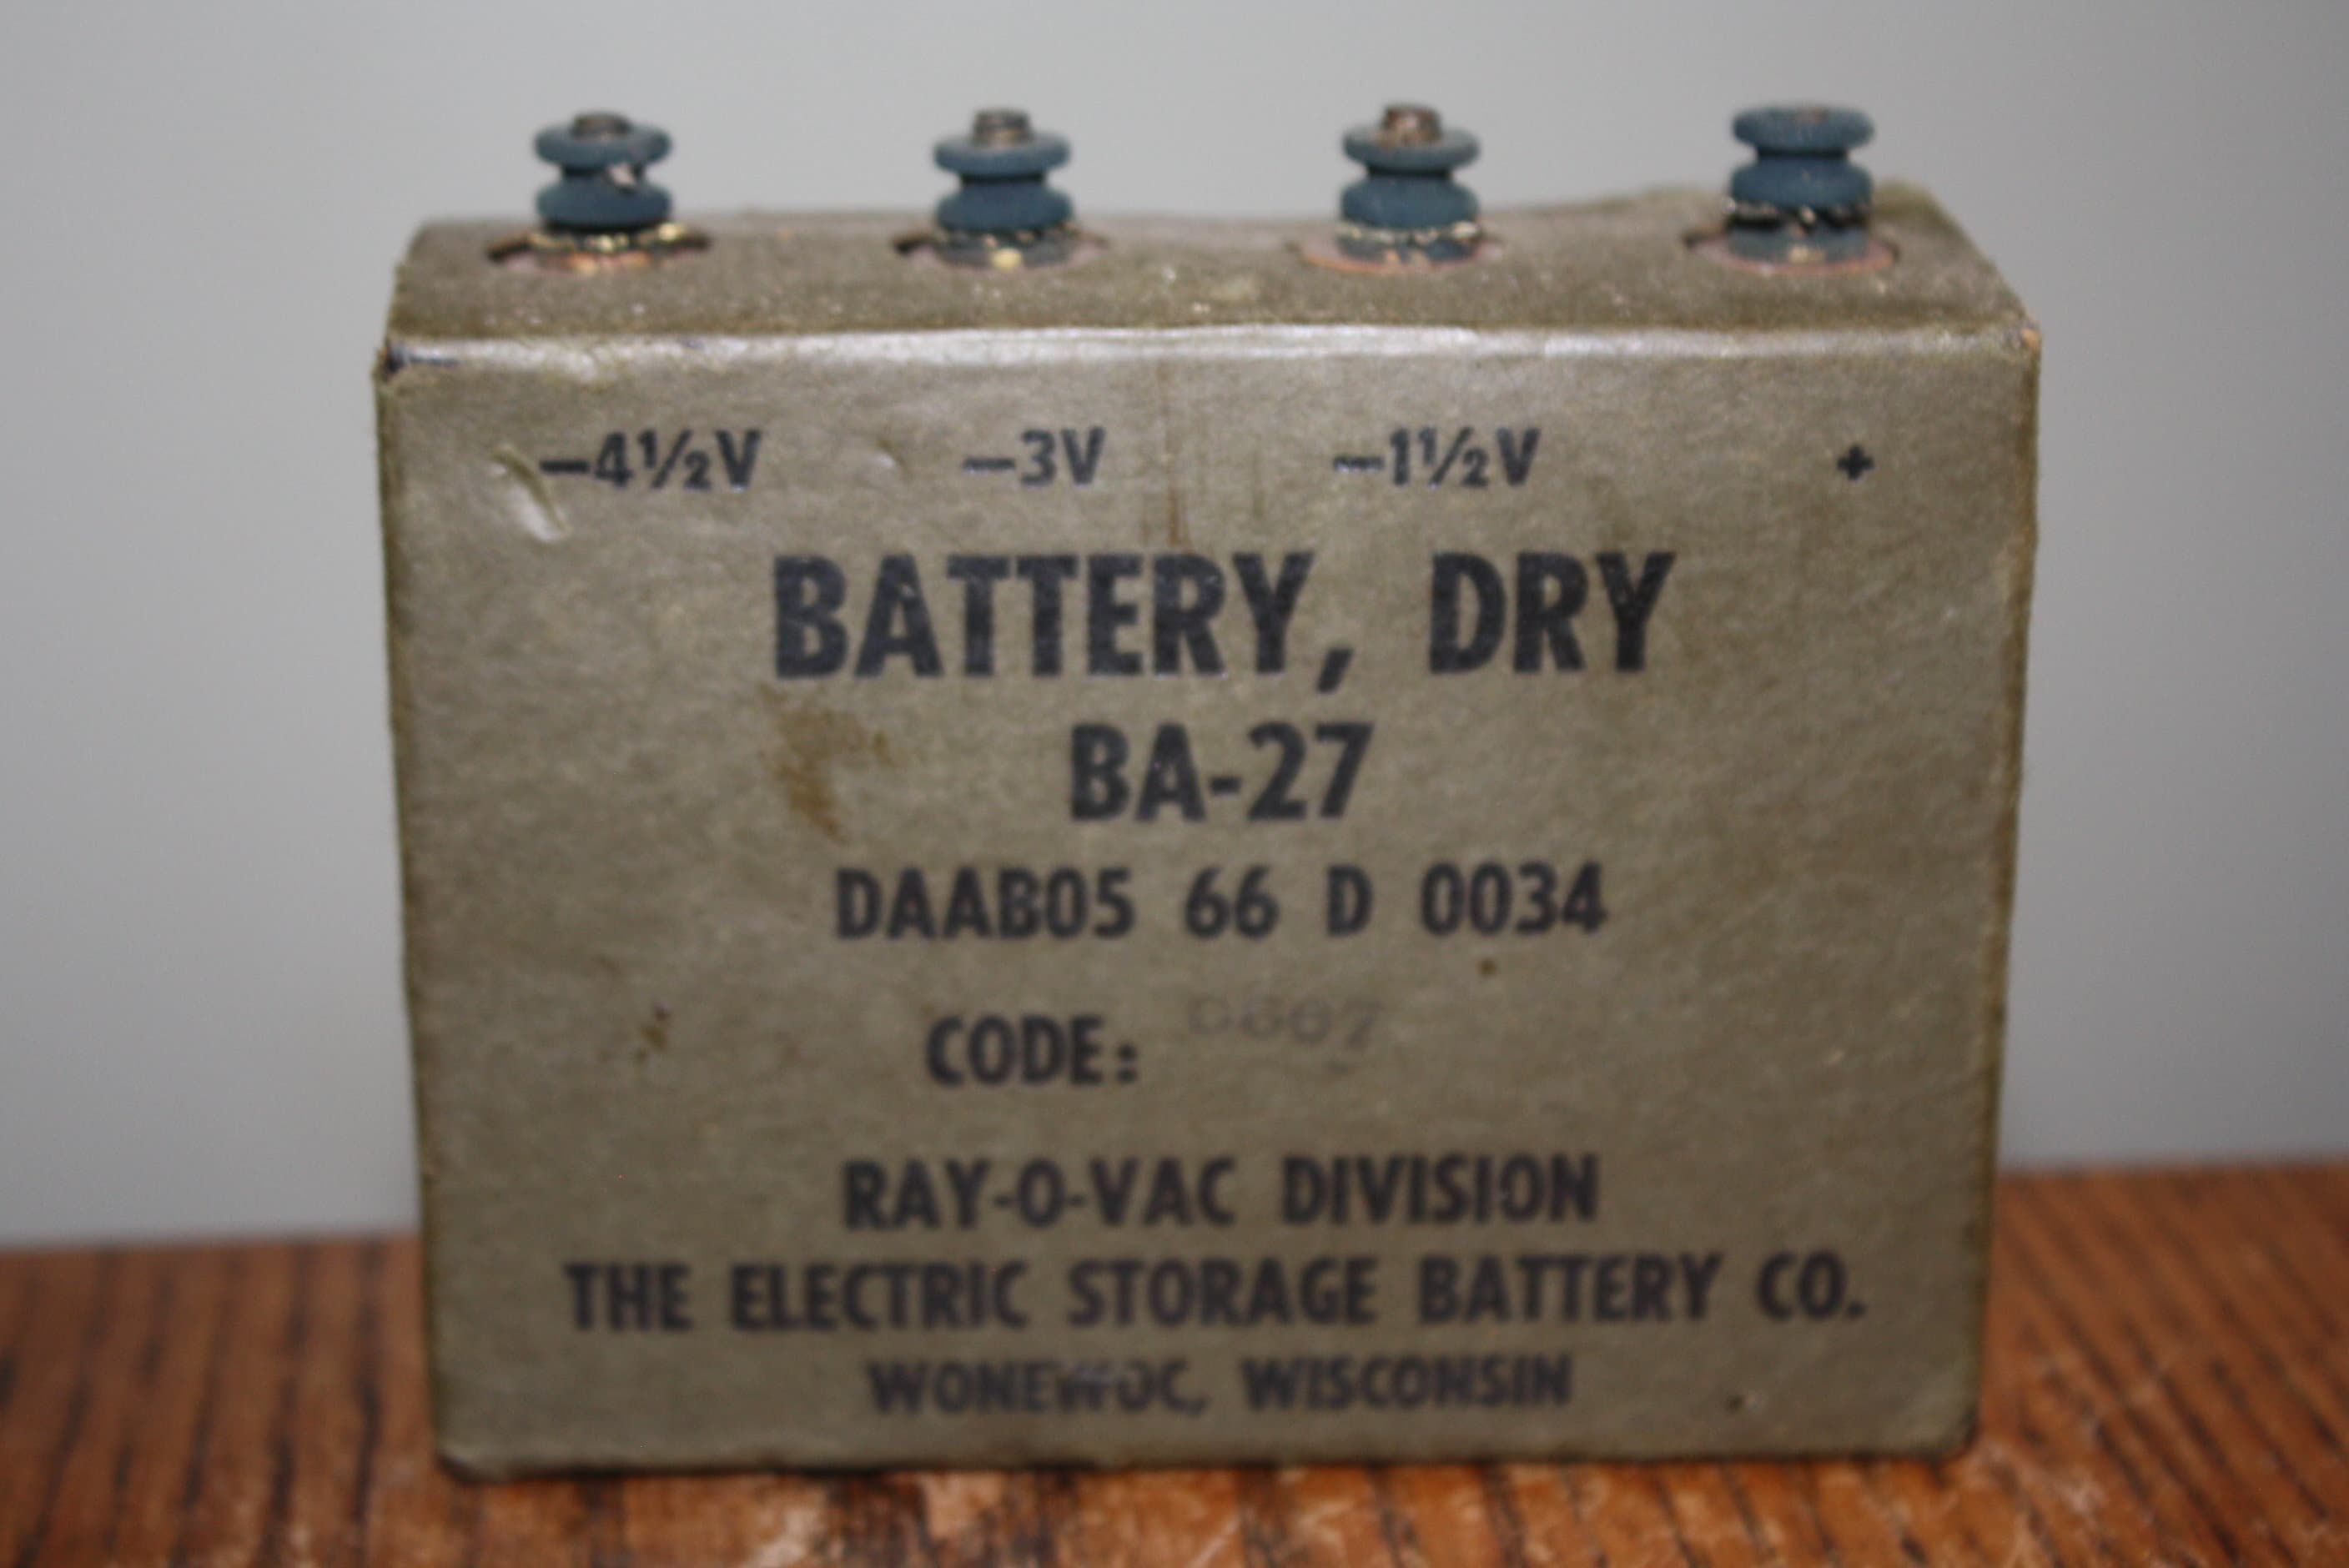 —4½V —3V —1½V +
BATTERY, DRY
BA-27
DAAB05 66 D 0034
CODE:
RAY-O-VAC DIVISION
THE ELECTRIC STORAGE BATTERY CO.
WONEWOC, WISCONSIN